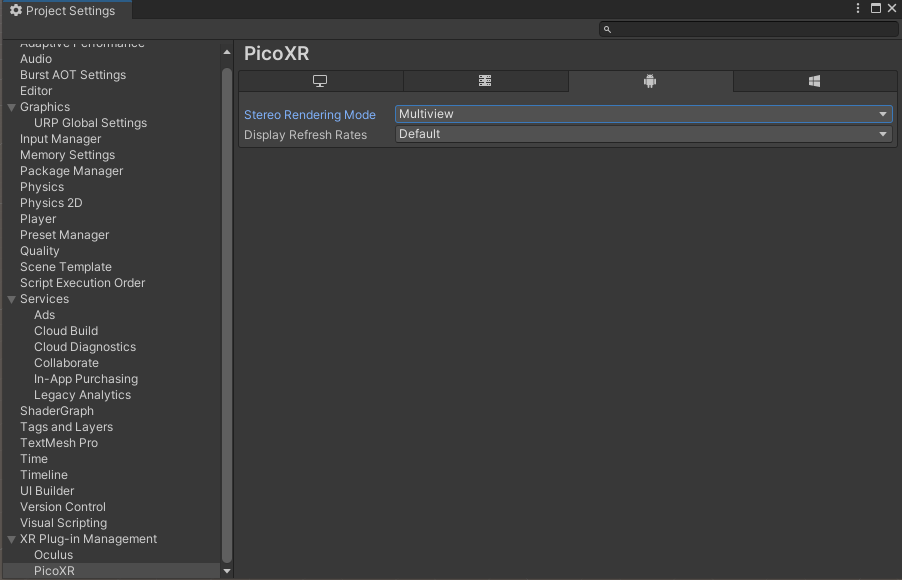 Project Settings
Adaptive Performance
Audio
Burst AOT Settings
Editor
Graphics
URP Global Settings
Input Manager
Memory Settings
Package Manager
Physics
Physics 2D
Player
Preset Manager
Quality
Scene Template
Script Execution Order
Services
Ads
Cloud Build
Cloud Diagnostics
Collaborate
In-App Purchasing
Legacy Analytics
ShaderGraph
Tags and Layers
TextMesh Pro
Time
Timeline
UI Builder
Version Control
Visual Scripting
XR Plug-in Management
Oculus
PicoXR
PicoXR
Stereo Rendering Mode Multiview
Display Refresh Rates Default